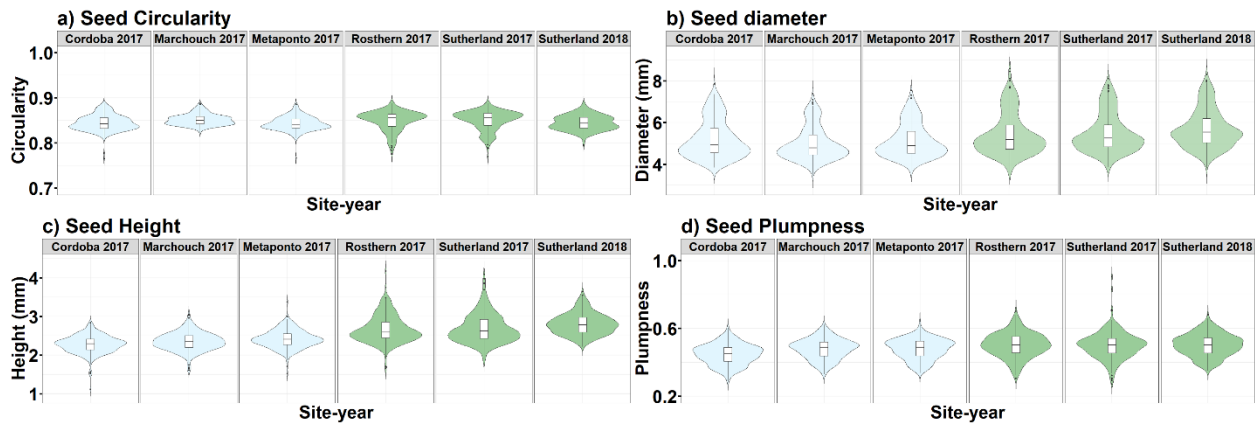 a) Seed Circularity
Cordoba 2017 Marchouch 2017 Metaponto 2017 Rosthern 2017 Sutherland 2017 Sutherland 2018
1.0
0.9
0.8
0.7
Circularity
Site-year
b) Seed diameter
Cordoba 2017 Marchouch 2017 Metaponto 2017 Rosthern 2017 Sutherland 2017 Sutherland 2018
8
6
4
Diameter (mm)
Site-year
c) Seed Height
Cordoba 2017 Marchouch 2017 Metaponto 2017 Rosthern 2017 Sutherland 2017 Sutherland 2018
4
3
2
1
Height (mm)
Site-year
d) Seed Plumpness
Cordoba 2017 Marchouch 2017 Metaponto 2017 Rosthern 2017 Sutherland 2017 Sutherland 2018
1.0
0.6
0.2
Plumpness
Site-year